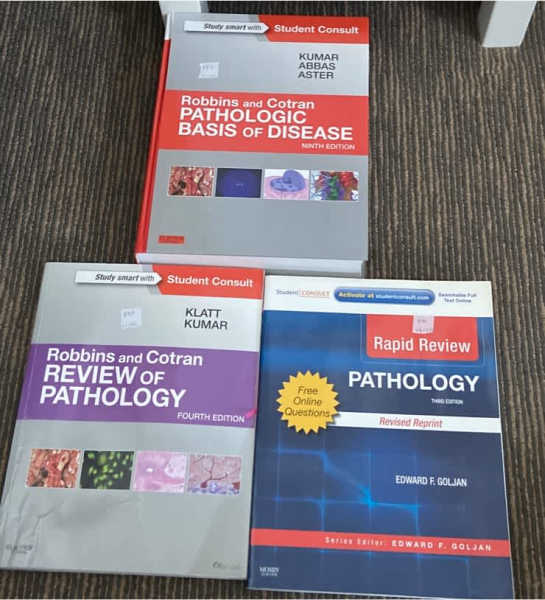 Study smart with
Student Consult
KUMAR
ABBAS
ASTER
Robbins and Cotran
PATHOLOGIC
BASIS OF DISEASE
NINTH EDITION
ELSEVIER
Study smart with
Student Consult
KLATT
KUMAR
Robbins and Cotran
REVIEW OF
PATHOLOGY
FOURTH EDITION
ELSEVIER
Student CONSULT
Activate at studentconsult.com
Searchable Full
Text Online
Rapid Review
PATHOLOGY
THIRD EDITION
Free
Online
Questions
Revised Reprint
EDWARD F. GOLJAN
Series Editor: EDWARD F. GOLJAN
MOSBY
ELSEVIER